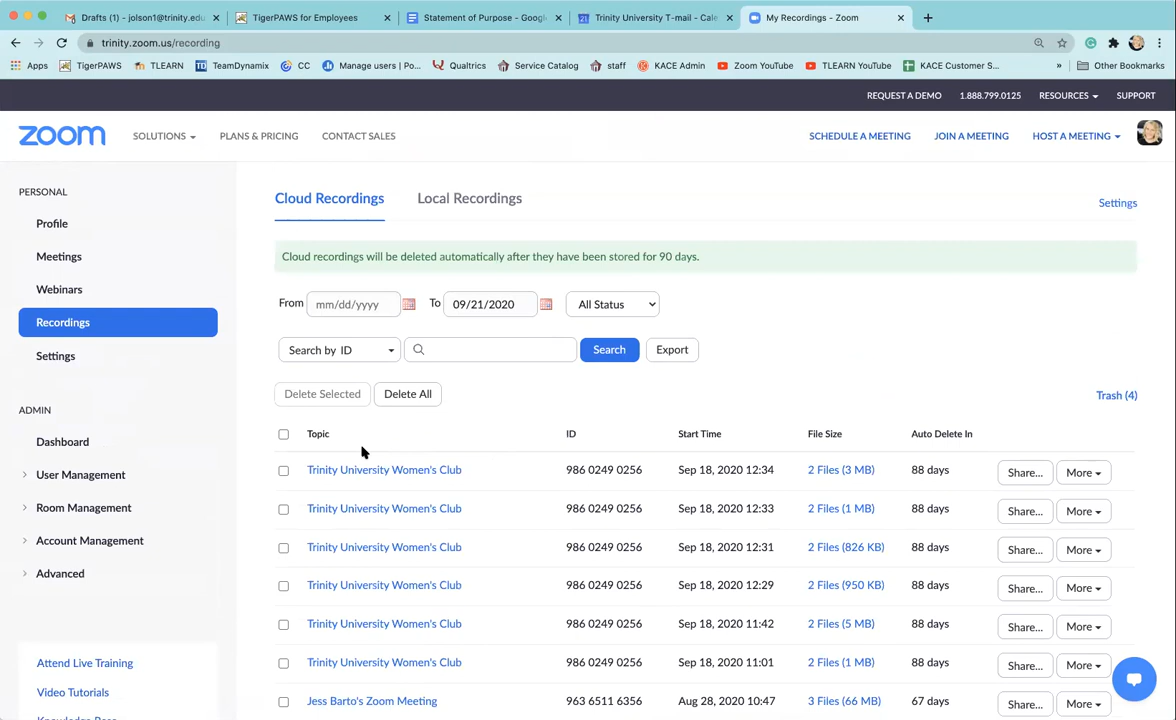 Drafts (1) - jolson1@trinity.edu
TigerPAWS for Employees
Statement of Purpose - Google
Trinity University T-mail - Cale
My Recordings - Zoom
trinity.zoom.us/recording
Apps
TigerPAWS
TLEARN
TD TeamDynamix
CC
Manage users | Po...
Qualtrics
Service Catalog
staff
KACE Admin
Zoom YouTube
TLEARN YouTube
KACE Customer S...
»
Other Bookmarks
REQUEST A DEMO
1.888.799.0125
RESOURCES
SUPPORT
zoom
SOLUTIONS
PLANS & PRICING
CONTACT SALES
SCHEDULE A MEETING
JOIN A MEETING
HOST A MEETING
PERSONAL
Profile
Meetings
Webinars
Recordings
Settings
ADMIN
Dashboard
User Management
Room Management
Account Management
Advanced
Attend Live Training
Video Tutorials
Cloud Recordings
Local Recordings
Settings
Cloud recordings will be deleted automatically after they have been stored for 90 days.
From mm/dd/yyyy To 09/21/2020 All Status
Search by ID Search Export
Delete Selected Delete All Trash (4)
Topic ID Start Time File Size Auto Delete In
Trinity University Women's Club 986 0249 0256 Sep 18, 2020 12:34 2 Files (3 MB) 88 days Share... More
Trinity University Women's Club 986 0249 0256 Sep 18, 2020 12:33 2 Files (1 MB) 88 days Share... More
Trinity University Women's Club 986 0249 0256 Sep 18, 2020 12:31 2 Files (826 KB) 88 days Share... More
Trinity University Women's Club 986 0249 0256 Sep 18, 2020 12:29 2 Files (950 KB) 88 days Share... More
Trinity University Women's Club 986 0249 0256 Sep 18, 2020 11:42 2 Files (5 MB) 88 days Share... More
Trinity University Women's Club 986 0249 0256 Sep 18, 2020 11:01 2 Files (1 MB) 88 days Share... More
Jess Barto's Zoom Meeting 963 6511 6356 Aug 28, 2020 10:47 3 Files (66 MB) 67 days Share... More